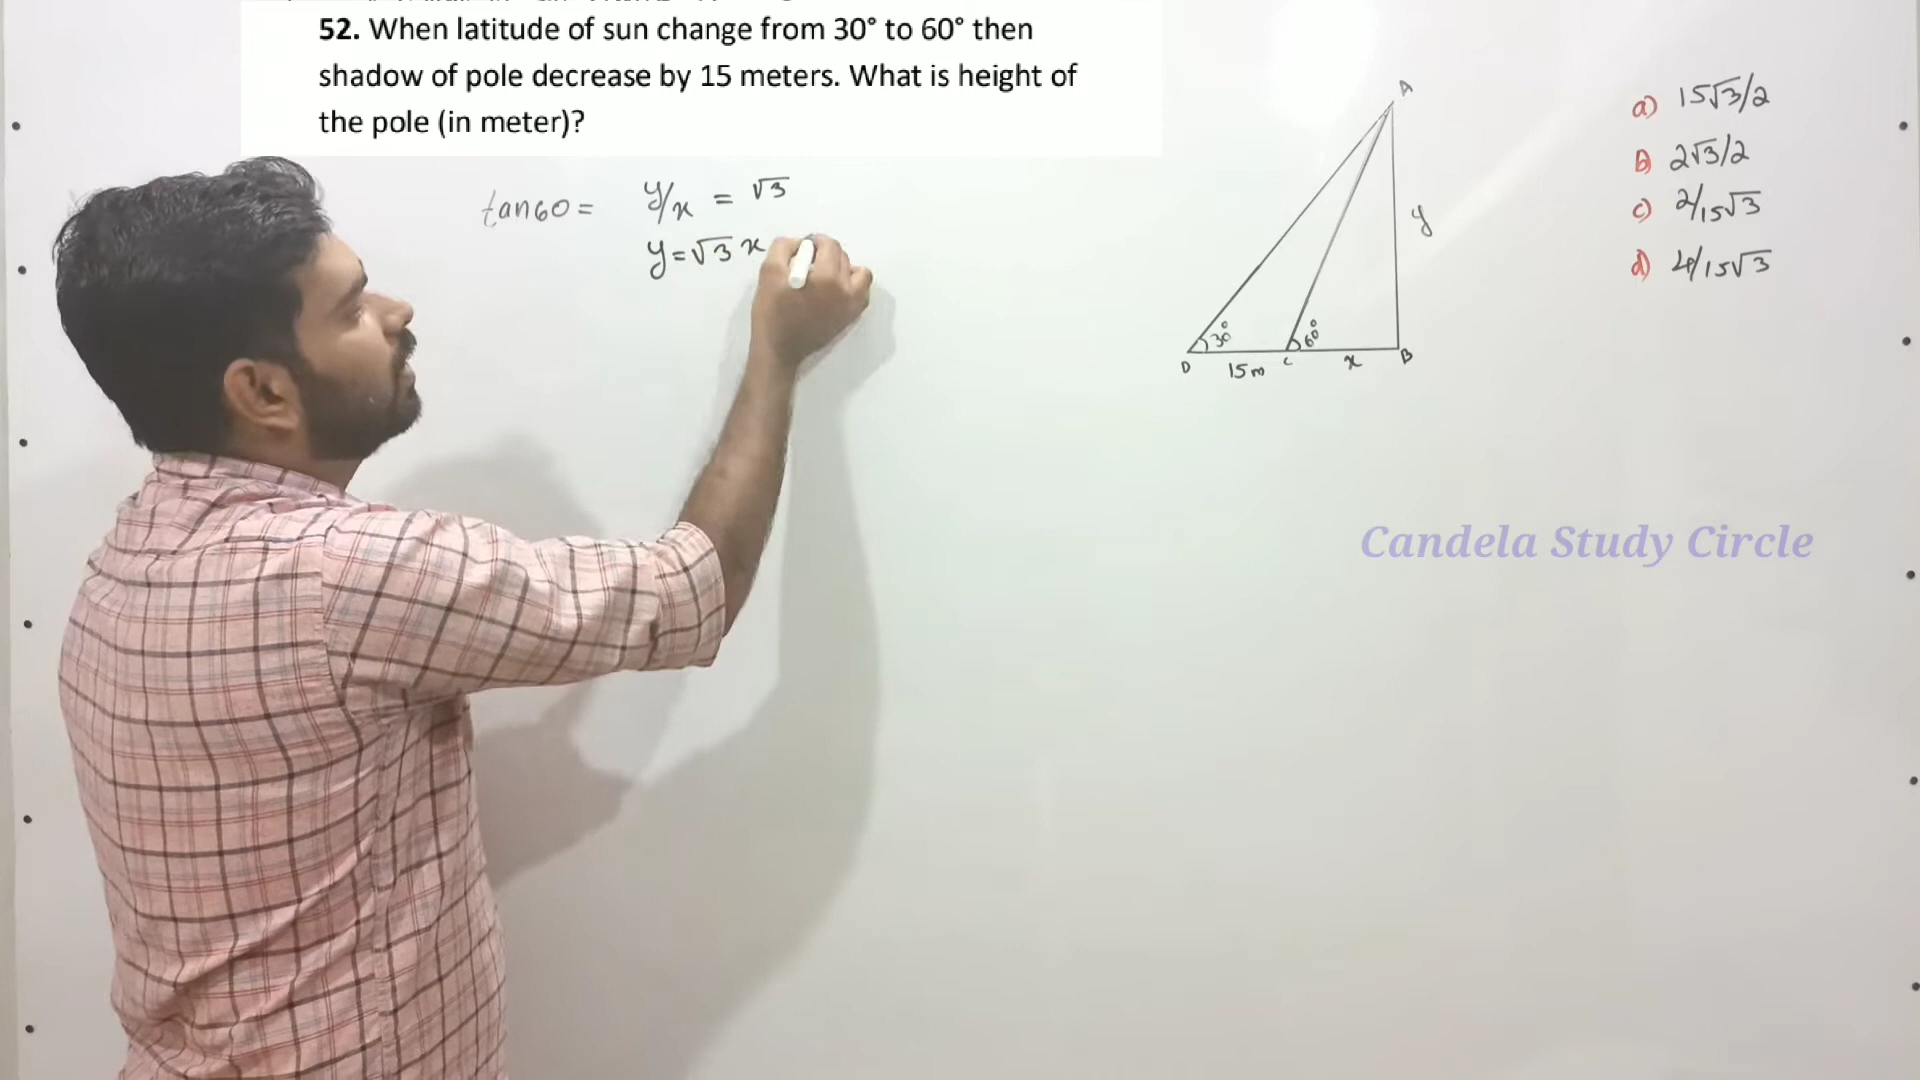 52. When latitude of sun change from 30° to 60° then
shadow of pole decrease by 15 meters. What is height of
the pole (in meter)?
tan60 = y/x = √3
y = √3 x
A
y
30°
60°
D
15m
C
x
B
a) 15√3/2
b) 2√3/2
c) 2/15√3
d) 4/15√3
Candela Study Circle